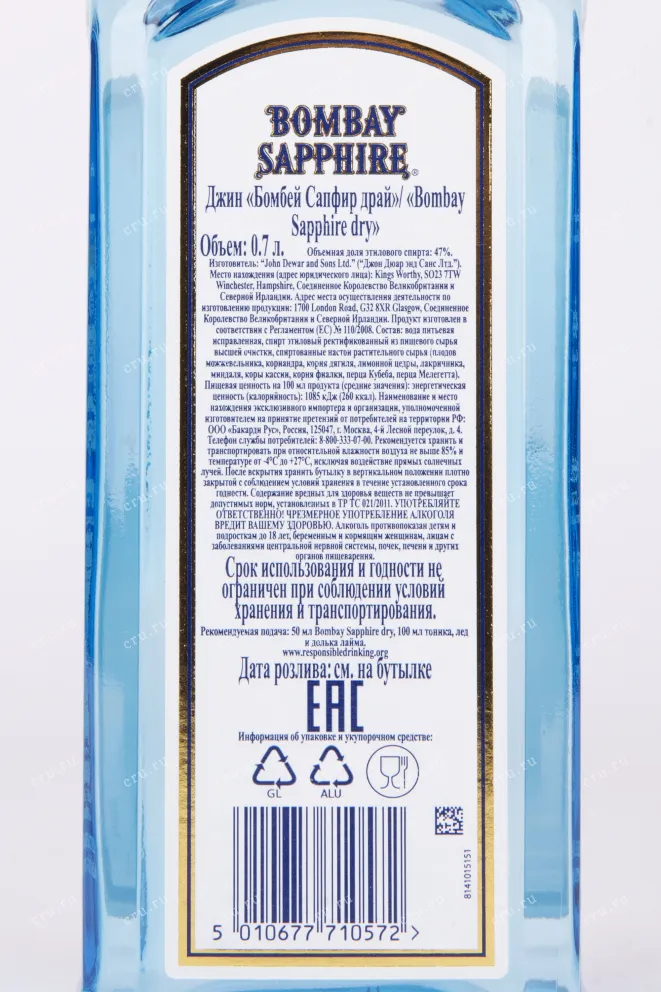 BOMBAY
SAPPHIRE®
Джин «Бомбей Сапфир драй»/ «Bombay
Sapphire dry»
Объем: 0.7 л. Объемная доля этилового спирта: 47%.
Изготовитель: “John Dewar and Sons Ltd.” (“Джон Дюар энд Санс Лтд.”).
Место нахождения (адрес юридического лица): Kings Worthy, SO23 7TW
Winchester, Hampshire, Соединенное Королевство Великобритании и
Северной Ирландии. Адрес места осуществления деятельности по
изготовлению продукции: 1700 London Road, G32 8XR Glasgow, Соединенное
Королевство Великобритании и Северной Ирландии. Продукт изготовлен в
соответствии с Регламентом (ЕС) № 110/2008. Состав: вода питьевая
исправленная, спирт этиловый ректификованный из пищевого сырья
высшей очистки, спиртованные настои растительного сырья (плодов
можжевельника, кориандра, корня дягиля, лимонной цедры, лакричника,
миндаля, коры кассии, корня фиалки, перца Кубеба, перца Мелегетта).
Пищевая ценность на 100 мл продукта (средние значения): энергетическая
ценность (калорийность): 1085 кДж (260 ккал). Наименование и место
нахождения эксклюзивного импортера и организации, уполномоченной
изготовителем на принятие претензий от потребителей на территории РФ:
ООО «Бакарди Рус», Россия, 125047, г. Москва, 4-й Лесной переулок, д. 4.
Телефон службы потребителей: 8-800-333-07-00. Рекомендуется хранить и
транспортировать при относительной влажности воздуха не выше 85% и
температуре от -4°C до +27°C, исключая воздействие прямых солнечных
лучей. После вскрытия хранить бутылку в вертикальном положении плотно
закрытой с соблюдением условий хранения в течение установленного срока
годности. Содержание вредных для здоровья веществ не превышает
допустимых норм, установленных в ТР ТС 021/2011. УПОТРЕБЛЯЙТЕ
ОТВЕТСТВЕННО! ЧРЕЗМЕРНОЕ УПОТРЕБЛЕНИЕ АЛКОГОЛЯ
ВРЕДИТ ВАШЕМУ ЗДОРОВЬЮ. Алкоголь противопоказан детям и
подросткам до 18 лет, беременным и кормящим женщинам, лицам с
заболеваниями центральной нервной системы, почек, печени и других
органов пищеварения.
Срок использования и годности не
ограничен при соблюдении условий
хранения и транспортирования.
Рекомендуемая подача: 50 мл Bombay Sapphire dry, 100 мл тоника, лед
и долька лайма.
www.responsibledrinking.org
Дата розлива: см. на бутылке
EAC
Информация об упаковке и укупорочном средстве:
GL ALU
8141015151
5 010677 710572 >